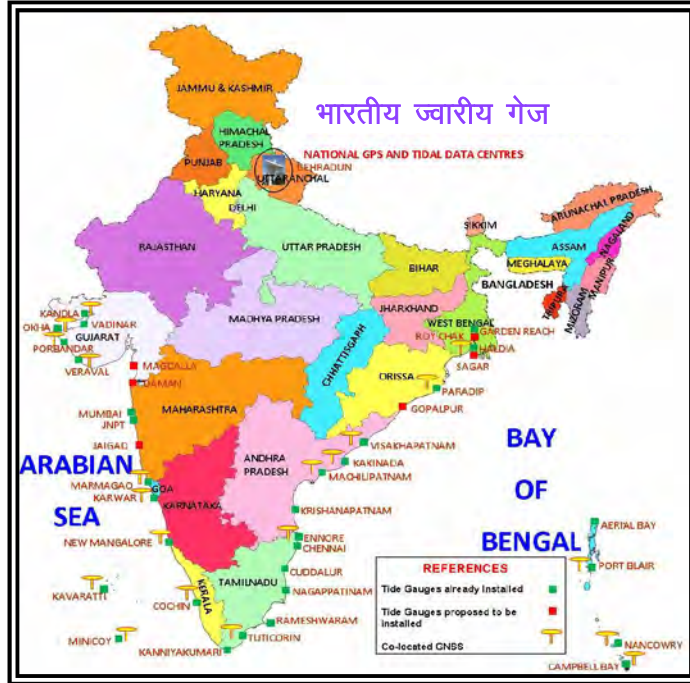 JAMMU & KASHMIR
भारतीय ज्वारीय गेज
HIMACHAL
PRADESH
NATIONAL GPS AND TIDAL DATA CENTRES
PUNJAB
DEHRADUN
UTTARANCHAL
HARYANA
DELHI
ARUNACHAL PRADESH
SIKKIM
NAGALAND
ASSAM
RAJASTHAN
UTTAR PRADESH
MEGHALAYA
BIHAR
MANIPUR
BANGLADESH
TRIPURA
MIZORAM
KANDLA
JHARKHAND
MADHYA PRADESH
OKHA
VADINAR
WEST BENGAL
GARDEN REACH
GUJARAT
ROY CHAK
PORBANDAR
HALDIA
CHHATTISGARH
VERAVAL
SAGAR
MAGDALLA
ORISSA
DAMAN
PARADIP
MAHARASHTRA
GOPALPUR
MUMBAI
JNPT
VISAKHAPATNAM
JAIGAD
ANDHRA
PRADESH
KAKINADA
ARABIAN
SEA
BAY
OF
BENGAL
MACHILIPATNAM
MARMAGAO
GOA
KARWAR
KARNATAKA
KRISHANAPATNAM
AERIAL BAY
NEW MANGALORE
ENNORE
CHENNAI
PORT BLAIR
CUDDALUR
TAMILNADU
KERALA
KAVARATTI
NAGAPPATINAM
COCHIN
RAMESHWARAM
TUTICORIN
MINICOY
KANNIYAKUMARI
NANCOWRY
CAMPBELL BAY
REFERENCES
Tide Gauges already Installed
Tide Gauges proposed to be
installed
Co-located GNSS